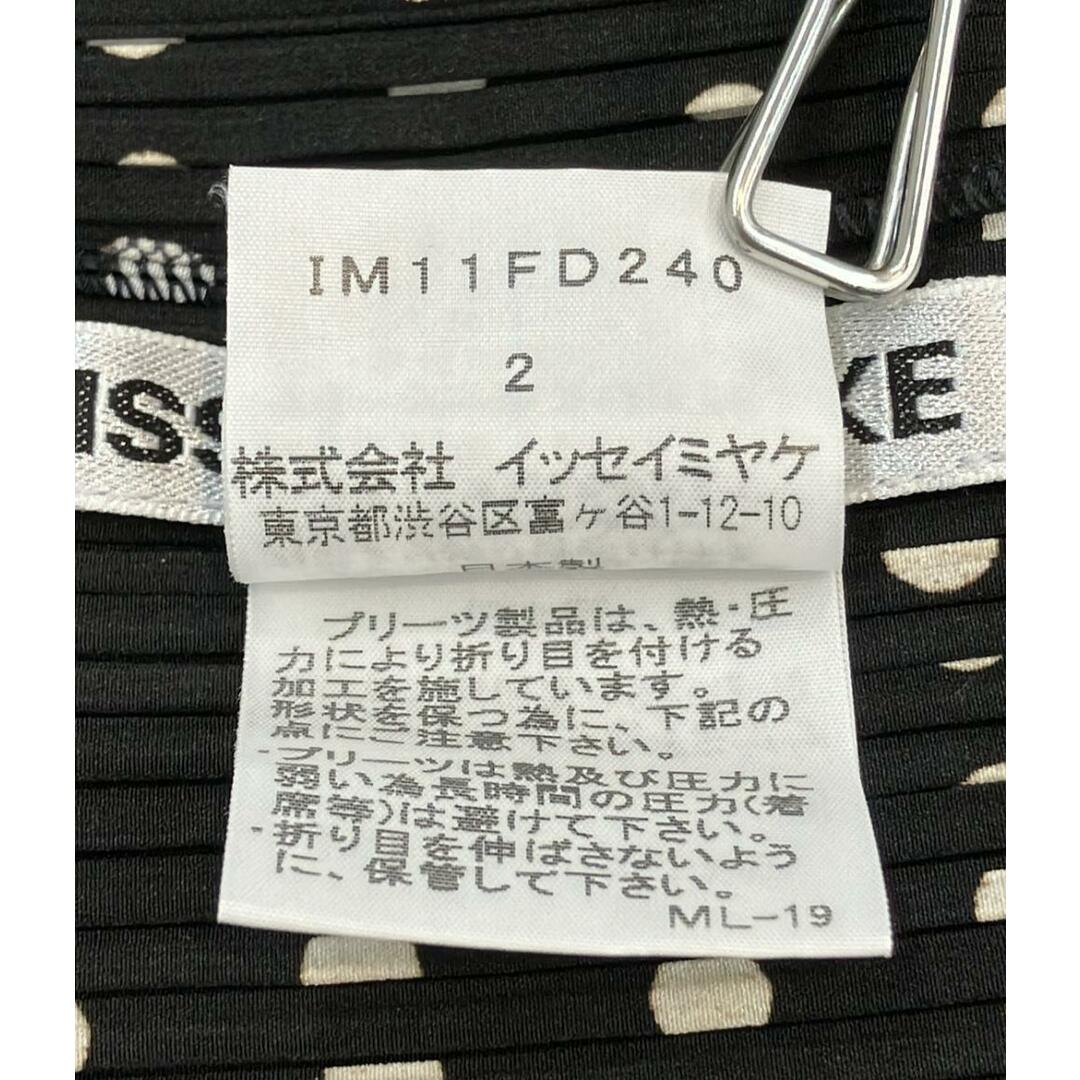 IM11FD240
2
ISS KE
株式会社 イッセイミヤケ
東京都渋谷区富ヶ谷1-12-10
日本製
プリーツ製品は、熱・圧
力により折り目を付ける
加工を施しています。
形状を保つ為に、下記の
点にご注意下さい。
・プリーツは熱及び圧力に
弱い為長時間の圧力(着
席等)は避けて下さい。
・折り目を伸ばさないよう
に、保管して下さい。
ML-19